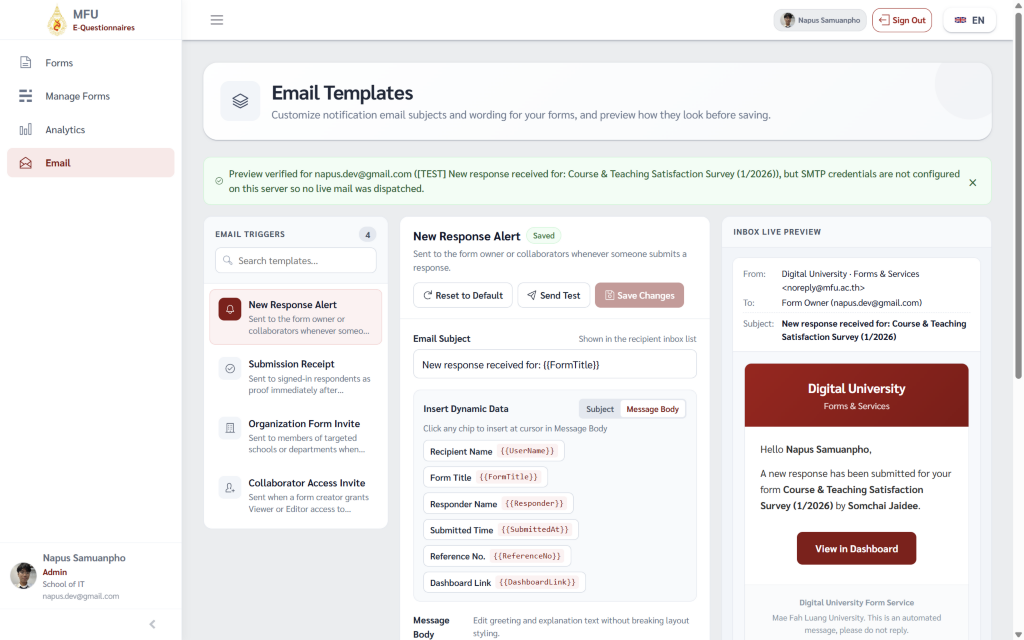 MFU
E-Questionnaires
Napus Samuanpho
Sign Out
EN
Forms
Manage Forms
Analytics
Email
Email Templates
Customize notification email subjects and wording for your forms, and preview how they look before saving.
Preview verified for napus.dev@gmail.com ([TEST] New response received for: Course & Teaching Satisfaction Survey (1/2026)), but SMTP credentials are not configured
on this server so no live mail was dispatched.
EMAIL TRIGGERS
4
Search templates...
New Response Alert
Sent to the form owner or
collaborators whenever someo...
Submission Receipt
Sent to signed-in respondents as
proof immediately after...
Organization Form Invite
Sent to members of targeted
schools or departments when...
Collaborator Access Invite
Sent when a form creator grants
Viewer or Editor access to...
New Response Alert
Saved
Sent to the form owner or collaborators whenever someone submits a
response.
Reset to Default
Send Test
Save Changes
Email Subject
Shown in the recipient inbox list
New response received for: {{FormTitle}}
Insert Dynamic Data
Subject
Message Body
Click any chip to insert at cursor in Message Body
Recipient Name {{UserName}}
Form Title {{FormTitle}}
Responder Name {{Responder}}
Submitted Time {{SubmittedAt}}
Reference No. {{ReferenceNo}}
Dashboard Link {{DashboardLink}}
Message
Body
Edit greeting and explanation text without breaking layout
styling.
INBOX LIVE PREVIEW
From: Digital University · Forms & Services
<noreply@mfu.ac.th>
To: Form Owner (napus.dev@gmail.com)
Subject: New response received for: Course & Teaching
Satisfaction Survey (1/2026)
Digital University
Forms & Services
Hello Napus Samuanpho,
A new response has been submitted for your
form Course & Teaching Satisfaction
Survey (1/2026) by Somchai Jaidee.
View in Dashboard
Digital University Form Service
Mae Fah Luang University. This is an automated
message, please do not reply.
Napus Samuanpho
Admin
School of IT
napus.dev@gmail.com